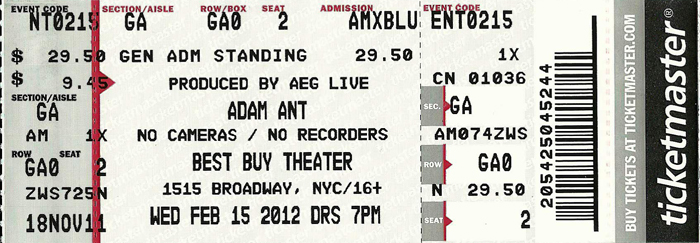 EVENT CODE SECTION/AISLE ROW/BOX SEAT ADMISSION EVENT CODE
NT0215 GA GA0 2 AMXBLU ENT0215
$ 29.50 GEN ADM STANDING 29.50 1X
$ 9.45 PRODUCED BY AEG LIVE CN 01036
SECTION/AISLE
GA ADAM ANT SEC. GA
AM 1X NO CAMERAS / NO RECORDERS AM074ZWS
ROW SEAT
GA0 2 BEST BUY THEATER ROW GA0
ZWS725N 1515 BROADWAY, NYC/16+ N 29.50
18NOV11 WED FEB 15 2012 DRS 7PM SEAT 2
205425045244
BUY TICKETS AT TICKETMASTER.COM
ticketmaster®